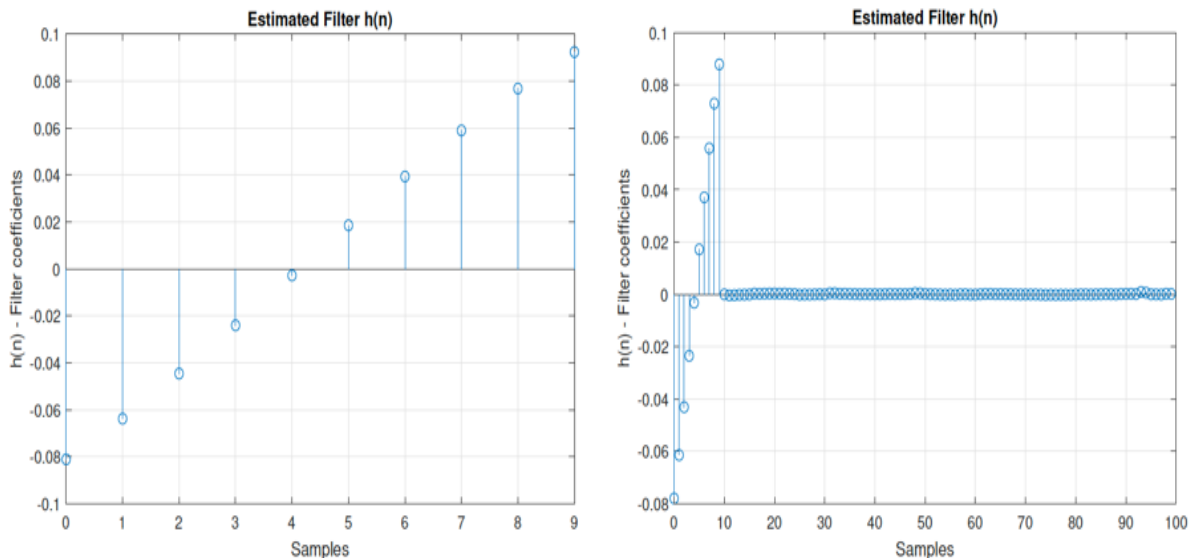 Estimated Filter h(n)
0.1
0.08
0.06
0.04
0.02
0
-0.02
-0.04
-0.06
-0.08
-0.1
h(n) - Filter coefficients
0 1 2 3 4 5 6 7 8 9
Samples
Estimated Filter h(n)
0.1
0.08
0.06
0.04
0.02
0
-0.02
-0.04
-0.06
-0.08
h(n) - Filter coefficients
0 10 20 30 40 50 60 70 80 90 100
Samples